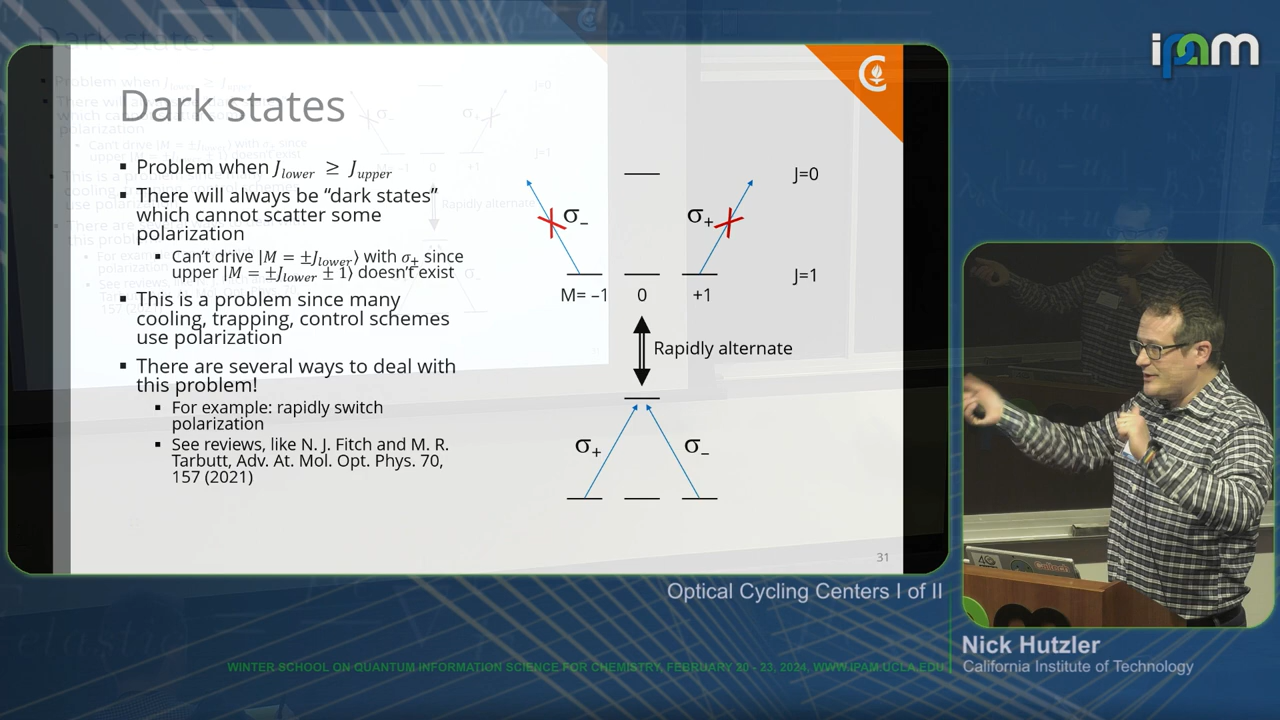 ipam
Dark states
Problem when J_lower ≥ J_upper
There will always be “dark states”
which cannot scatter some
polarization
Can’t drive |M = ±J_lower⟩ with σ± since
upper |M = ±J_lower ± 1⟩ doesn’t exist
This is a problem since many
cooling, trapping, control schemes
use polarization
There are several ways to deal with
this problem!
For example: rapidly switch
polarization
See reviews, like N. J. Fitch and M. R.
Tarbutt, Adv. At. Mol. Opt. Phys. 70,
157 (2021)
J=0
σ− σ+
J=1
M= –1 0 +1
Rapidly alternate
σ+ σ−
31
Optical Cycling Centers I of II
Nick Hutzler
California Institute of Technology
WINTER SCHOOL ON QUANTUM INFORMATION SCIENCE FOR CHEMISTRY, FEBRUARY 20 - 23, 2024, WWW.IPAM.UCLA.EDU